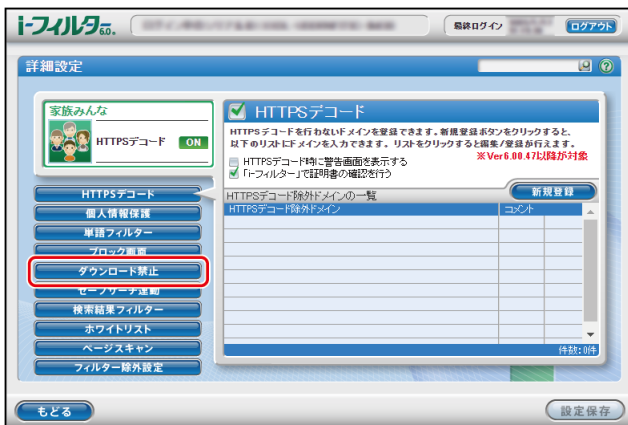 i-フィルター6.0.
最終ログイン
ログアウト
詳細設定
家族みんな
HTTPSデコード ON
HTTPSデコード
個人情報保護
単語フィルター
ブロック画面
ダウンロード禁止
セーフサーチ連動
検索結果フィルター
ホワイトリスト
ページスキャン
フィルター除外設定
HTTPSデコード
HTTPSデコードを行わないドメインを登録できます。新規登録ボタンをクリックすると、
以下のリストにドメインを入力できます。リストをクリックすると編集/登録が行えます。
HTTPSデコード時に警告画面を表示する
※Ver6.00.47以降が対象
「i-フィルター」で証明書の確認を行う
HTTPSデコード除外ドメインの一覧
新規登録
HTTPSデコード除外ドメイン
コメント
件数:0件
もどる
設定保存